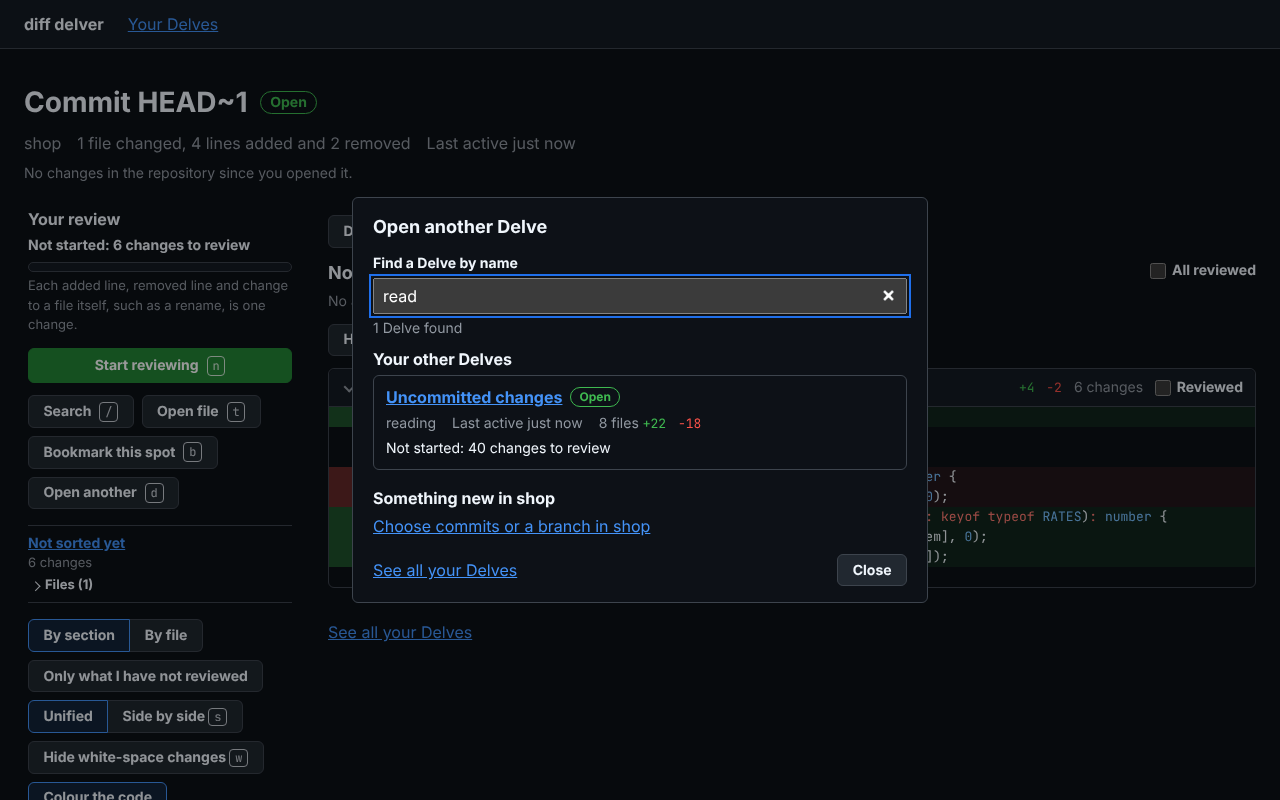 diff delver Your Delves
Commit HEAD~1 Open
shop 1 file changed, 4 lines added and 2 removed Last active just now
No changes in the repository since you opened it.
Your review
Not started: 6 changes to review
Each added line, removed line and change
to a file itself, such as a rename, is one
change.
Start reviewing n
Search / Open file t
Bookmark this spot b
Open another d
Not sorted yet
6 changes
Files (1)
By section By file
Only what I have not reviewed
Unified Side by side s
Hide white-space changes w
Colour the code
All reviewed
+4 -2 6 changes Reviewed
{
0);
: keyof typeof RATES): number {
em], 0);
]);
See all your Delves
Open another Delve
Find a Delve by name
read
1 Delve found
Your other Delves
Uncommitted changes Open
reading Last active just now 8 files +22 -18
Not started: 40 changes to review
Something new in shop
Choose commits or a branch in shop
See all your Delves Close